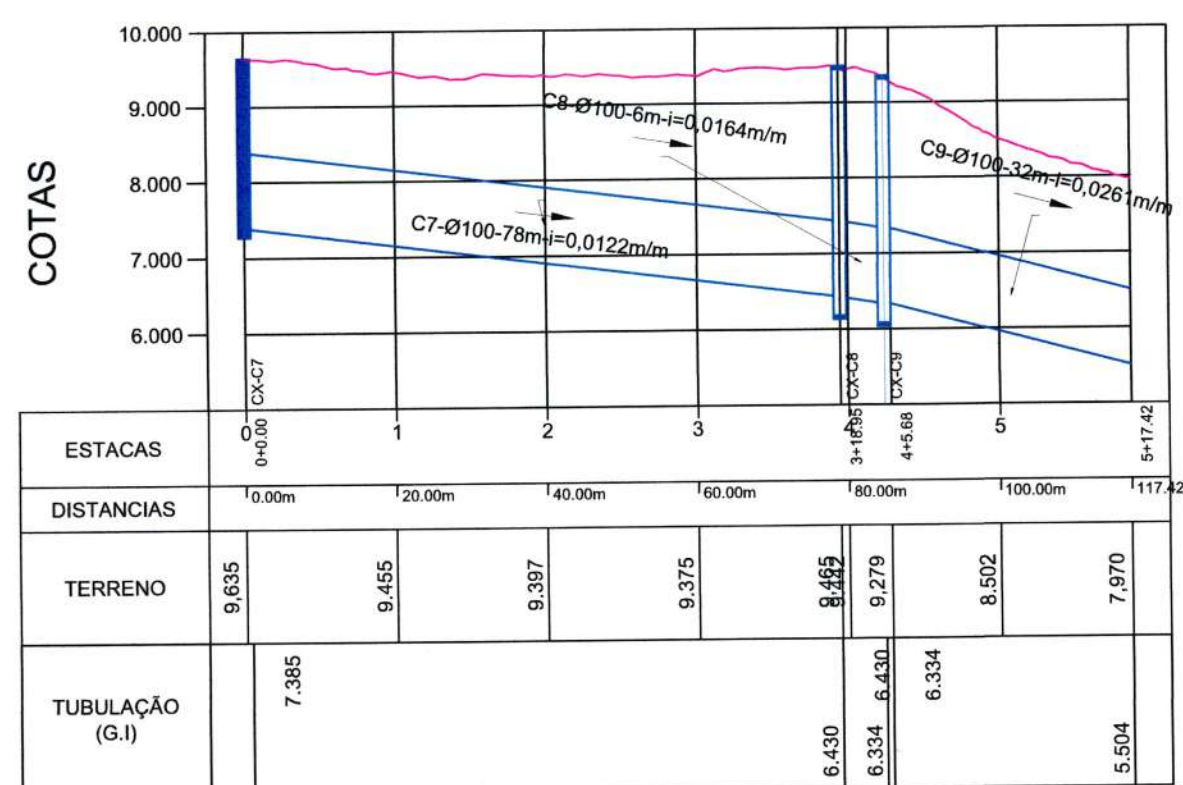 10.000
9.000
8.000
7.000
6.000
COTAS
C8-Ø100-6m-i=0,0164m/m
C9-Ø100-32m-i=0,0261m/m
C7-Ø100-78m-i=0,0122m/m
CX-C7
CX-C8
CX-C9
ESTACAS
0
1
2
3
4
5
0+0.00
3+18.95
4+5.68
5+17.42
DISTANCIAS
0.00m
20.00m
40.00m
60.00m
80.00m
100.00m
117.42
TERRENO
9,635
9.455
9.397
9.375
9,465
9.442
9,279
8.502
7,970
TUBULAÇÃO
(G.I)
7.385
6.430
6.334
6.430
6.334
5.504